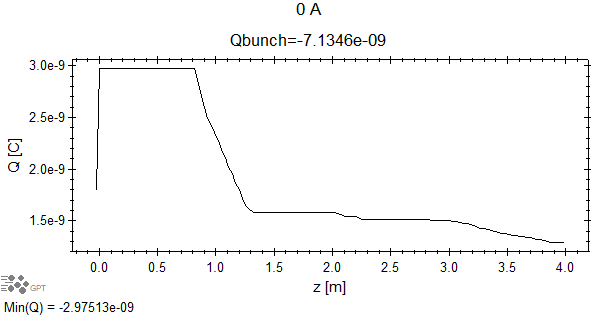 0 A
Qbunch=-7.1346e-09
3.0e-9
2.5e-9
2.0e-9
1.5e-9
Q [C]
0.0 0.5 1.0 1.5 2.0 2.5 3.0 3.5 4.0
z [m]
GPT
Min(Q) = -2.97513e-09